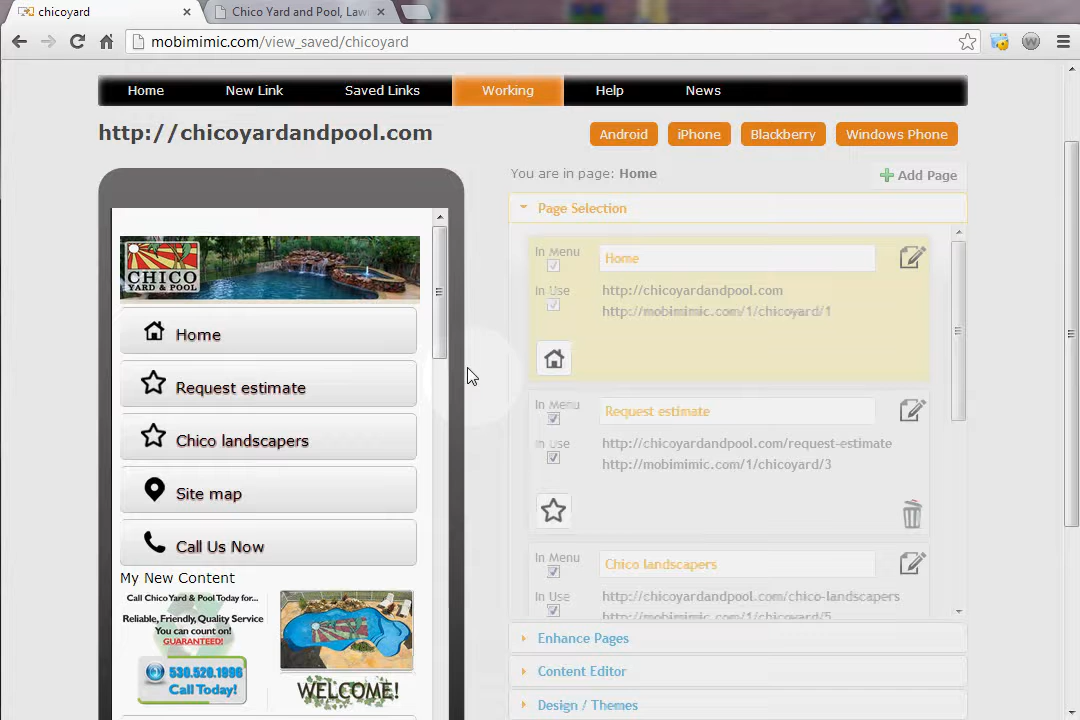 chicoyard
Chico Yard and Pool, Law
mobimimic.com/view_saved/chicoyard
W
Home New Link Saved Links Working Help News
http://chicoyardandpool.com
Android iPhone Blackberry Windows Phone
You are in page: Home
Add Page
Page Selection
CHICO
YARD & POOL
Home
Request estimate
Chico landscapers
Site map
Call Us Now
My New Content
Call Chico Yard & Pool Today for...
Reliable, Friendly, Quality Service
You can count on!
GUARANTEED!
530.520.1996
Call Today!
WELCOME!
In Menu
Home
In Use
http://chicoyardandpool.com
http://mobimimic.com/1/chicoyard/1
In Menu
Request estimate
In Use
http://chicoyardandpool.com/request-estimate
http://mobimimic.com/1/chicoyard/3
In Menu
Chico landscapers
In Use
http://chicoyardandpool.com/chico-landscapers
http://mobimimic.com/1/chicoyard/5
Enhance Pages
Content Editor
Design / Themes